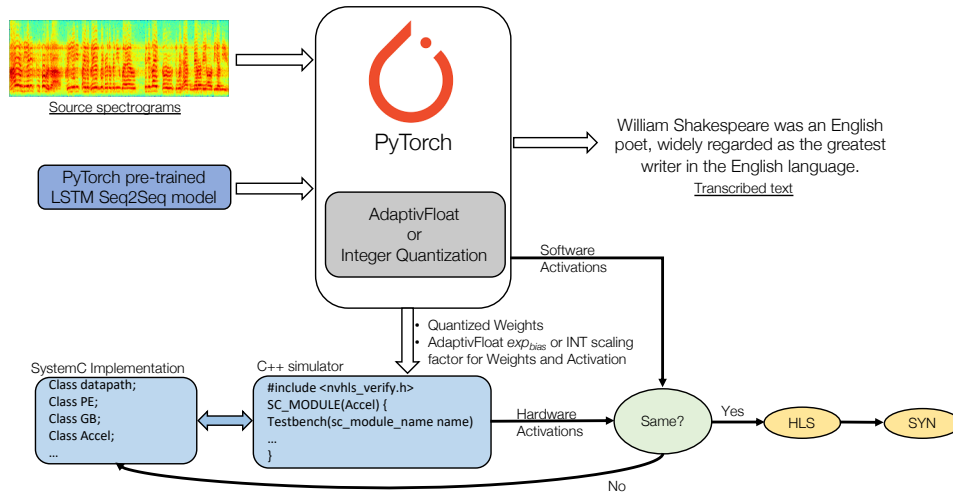 Source spectrograms
PyTorch pre-trained
LSTM Seq2Seq model
PyTorch
AdaptivFloat
or
Integer Quantization
William Shakespeare was an English
poet, widely regarded as the greatest
writer in the English language.
Transcribed text
Software
Activations
• Quantized Weights
• AdaptivFloat exp_bias or INT scaling
factor for Weights and Activation
SystemC Implementation
Class datapath;
Class PE;
Class GB;
Class Accel;
...
C++ simulator
#include <nvhls_verify.h>
SC_MODULE(Accel) {
Testbench(sc_module_name name)
...
}
Hardware
Activations
Same?
Yes
HLS
SYN
No